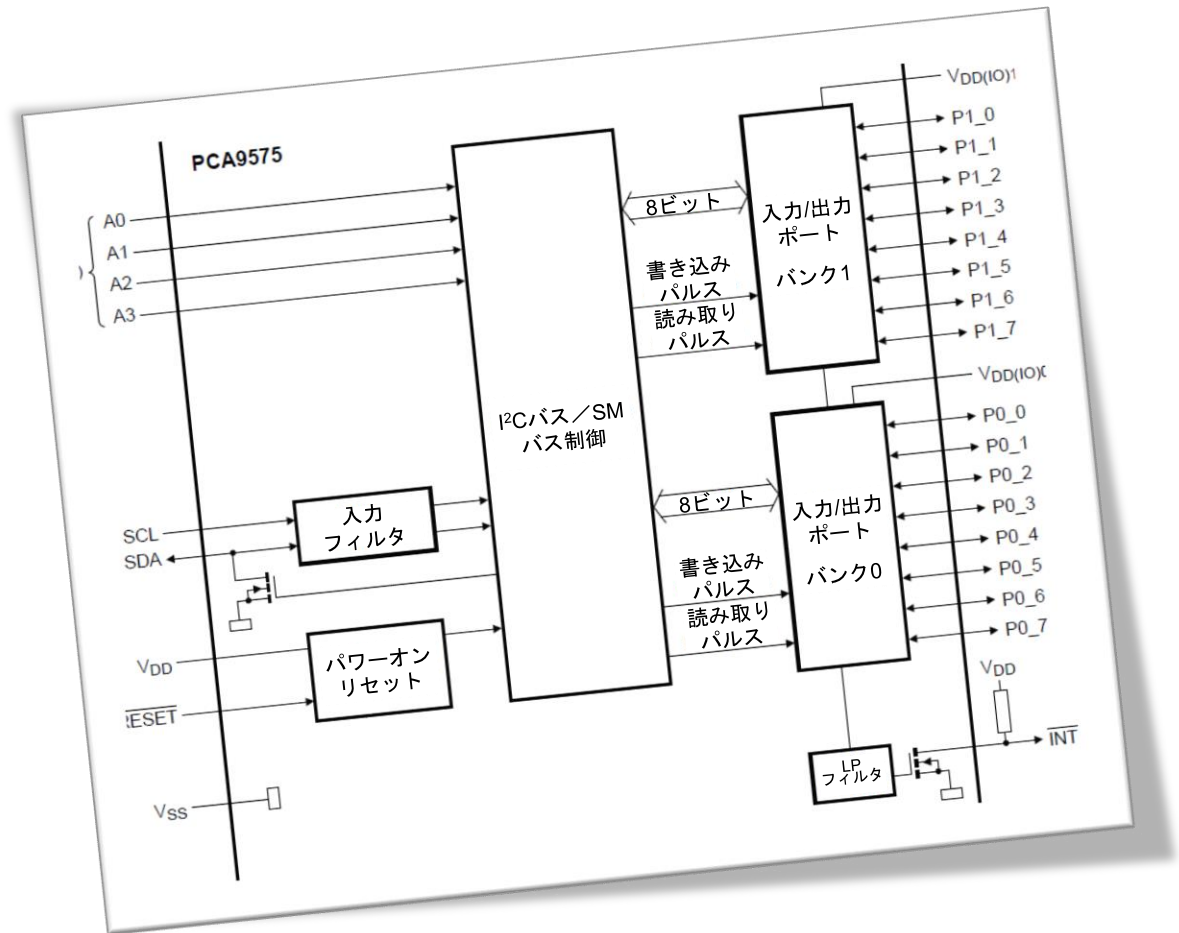 PCA9575
A0
A1
A2
A3
SCL
SDA
VDD
RESET
VSS
入力
フィルタ
パワーオン
リセット
I²Cバス／SM
バス制御
8ビット
書き込み
パルス
読み取り
パルス
8ビット
書き込み
パルス
読み取り
パルス
入力/出力
ポート
バンク1
入力/出力
ポート
バンク0
LP
フィルタ
VDD(IO)1
P1_0
P1_1
P1_2
P1_3
P1_4
P1_5
P1_6
P1_7
VDD(IO)0
P0_0
P0_1
P0_2
P0_3
P0_4
P0_5
P0_6
P0_7
VDD
INT